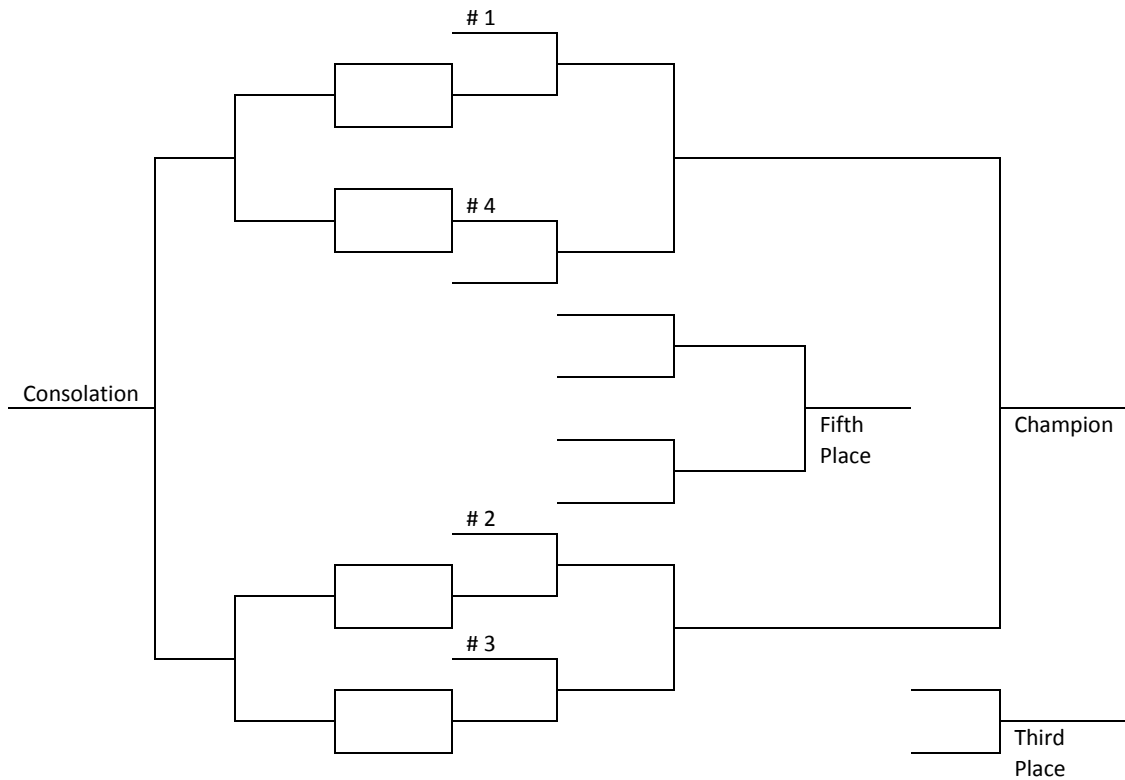 # 1
# 4
Consolation
Fifth
Place
Champion
# 2
# 3
Third
Place